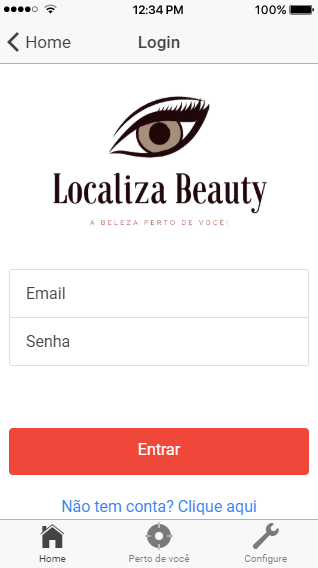 12:34 PM
100%
Home
Login
Localiza Beauty
A BELEZA PERTO DE VOCÊ!
Email
Senha
Entrar
Não tem conta? Clique aqui
Home
Perto de você
Configure